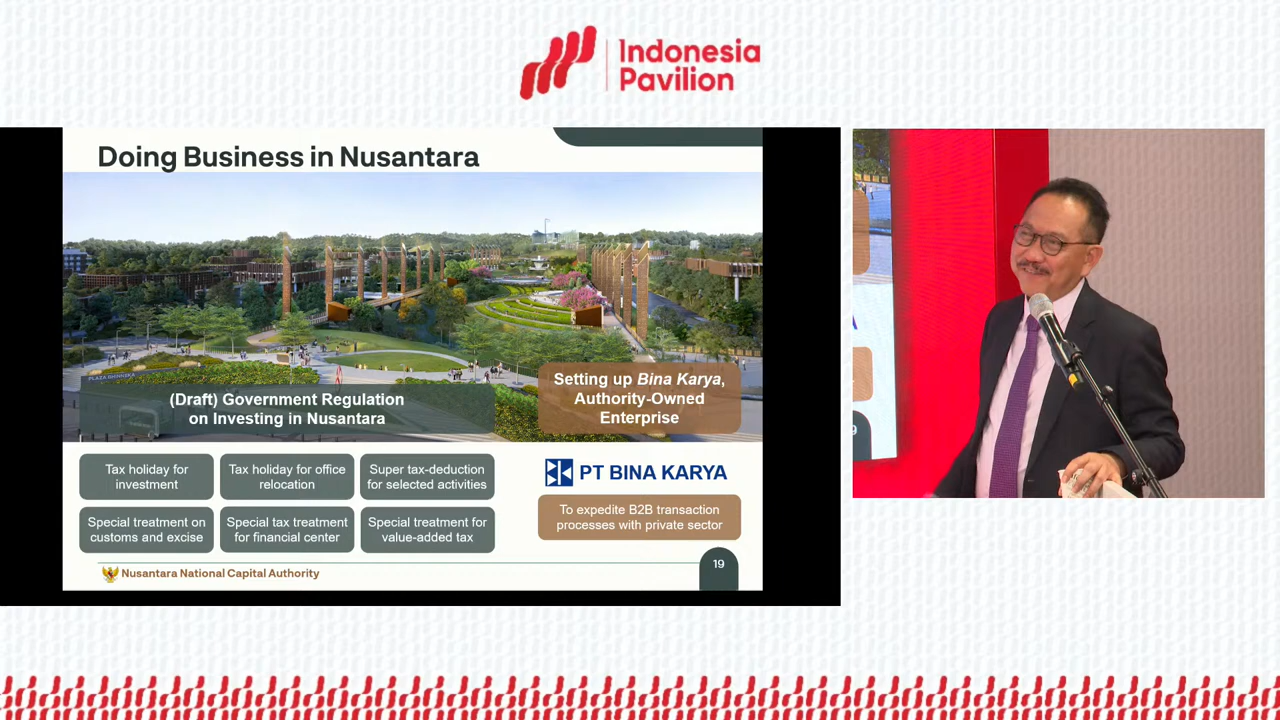 Indonesia
Pavilion
Doing Business in Nusantara
PLAZA BHINNEKA
(Draft) Government Regulation
on Investing in Nusantara
Setting up Bina Karya,
Authority-Owned
Enterprise
Tax holiday for
investment
Tax holiday for office
relocation
Super tax-deduction
for selected activities
Special treatment on
customs and excise
Special tax treatment
for financial center
Special treatment for
value-added tax
PT BINA KARYA
To expedite B2B transaction
processes with private sector
Nusantara National Capital Authority
19